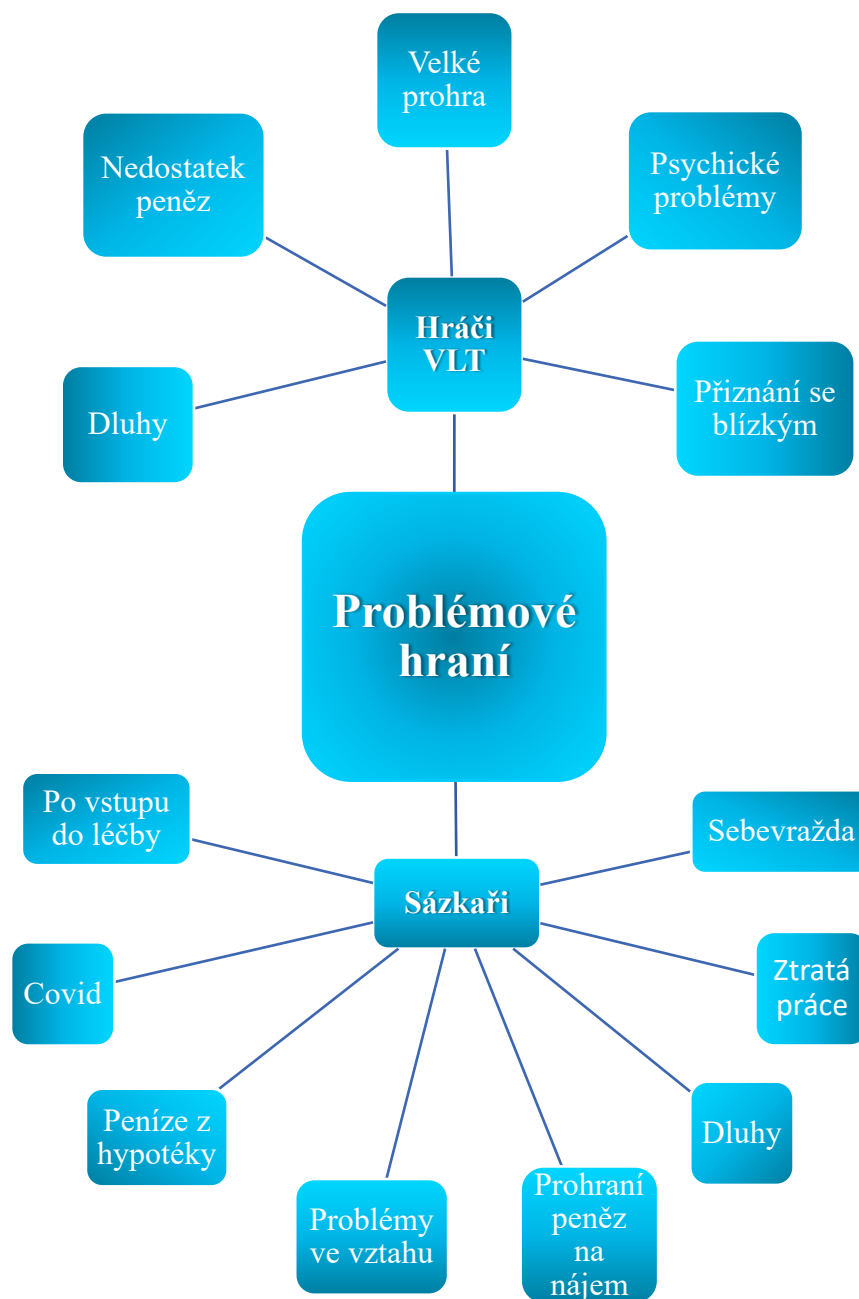 Velké
prohra
Nedostatek
peněz
Psychické
problémy
Hráči
VLT
Dluhy
Přiznání se
blízkým
Problémové
hraní
Po vstupu
do léčby
Sebevražda
Sázkaři
Covid
Ztratá
práce
Peníze z
hypotéky
Dluhy
Problémy
ve vztahu
Prohraní
peněz
na
nájem